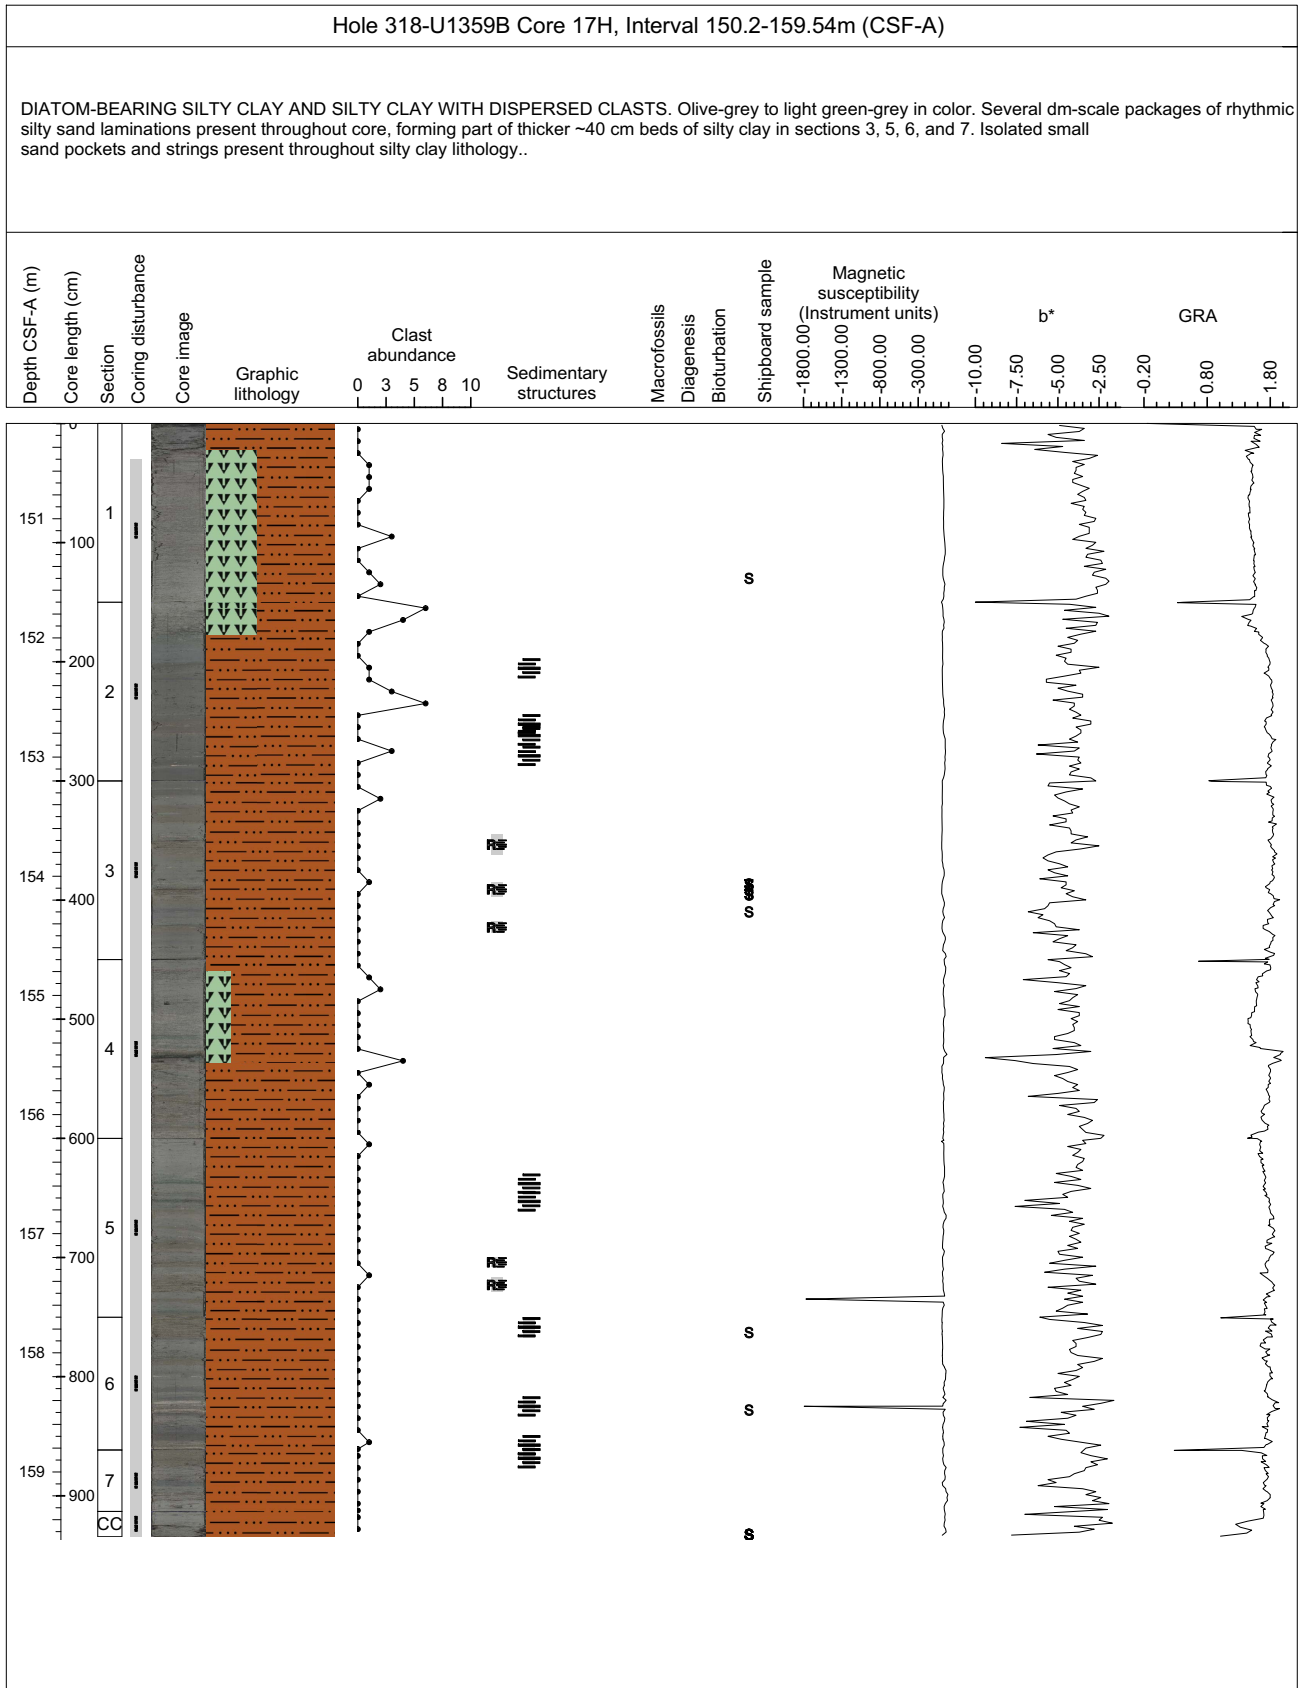 Hole 318-U1359B Core 17H, Interval 150.2-159.54m (CSF-A)
DIATOM-BEARING SILTY CLAY AND SILTY CLAY WITH DISPERSED CLASTS. Olive-grey to light green-grey in color. Several dm-scale packages of rhythmic
silty sand laminations present throughout core, forming part of thicker ~40 cm beds of silty clay in sections 3, 5, 6, and 7. Isolated small
sand pockets and strings present throughout silty clay lithology..
Depth CSF-A (m)
Core length (cm)
Section
Coring disturbance
Core image
Graphic
lithology
Clast
abundance
0 3 5 8 10
Sedimentary
structures
Macrofossils
Diagenesis
Bioturbation
Shipboard sample
Magnetic
susceptibility
(Instrument units)
-1800.00
-1300.00
-800.00
-300.00
b*
-10.00
-7.50
-5.00
-2.50
GRA
-0.20
0.80
1.80
0
1
151
100
S
152
200
2
153
300
3
154
400
S
155
500
4
156
600
5
157
700
S
158
800
6
S
159
7
900
CC
S